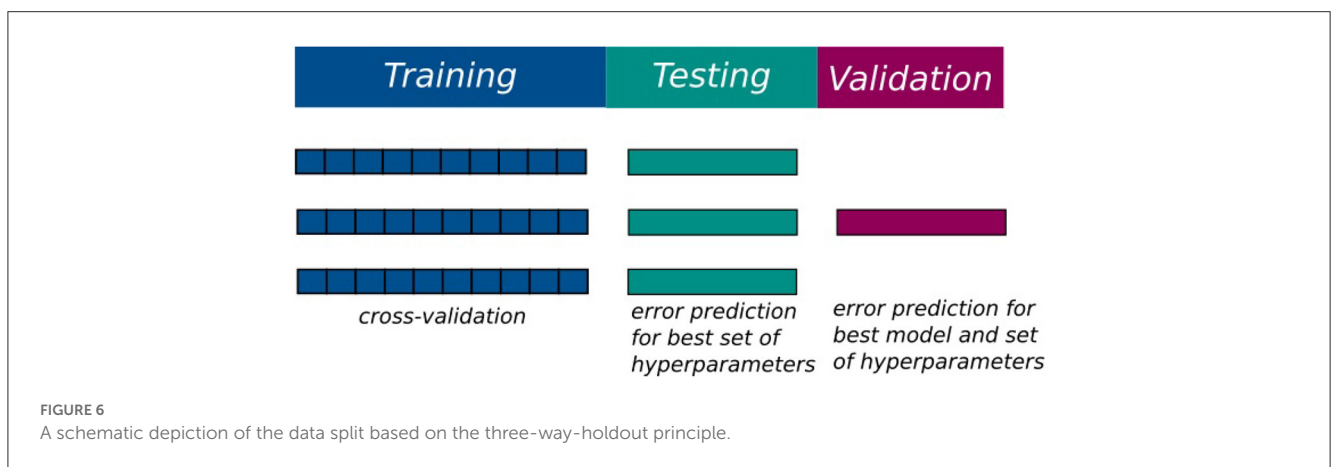 Training Testing Validation
cross-validation
error prediction
for best set of
hyperparameters
error prediction for
best model and set
of hyperparameters
FIGURE 6
A schematic depiction of the data split based on the three-way-holdout principle.